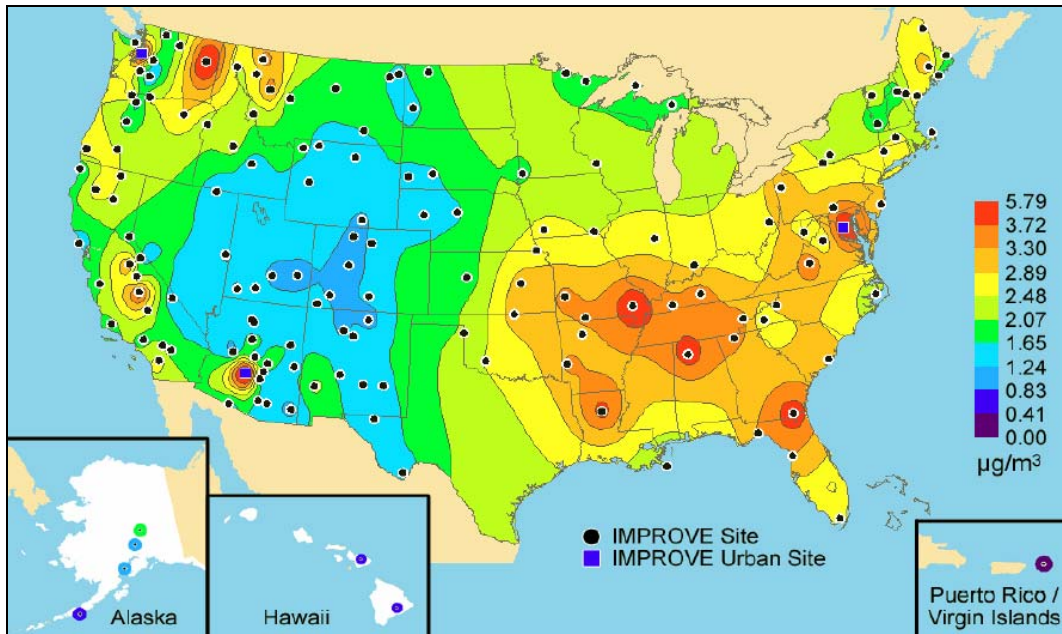 5.79
3.72
3.30
2.89
2.48
2.07
1.65
1.24
0.83
0.41
0.00
µg/m³
IMPROVE Site
IMPROVE Urban Site
Alaska
Hawaii
Puerto Rico /
Virgin Islands